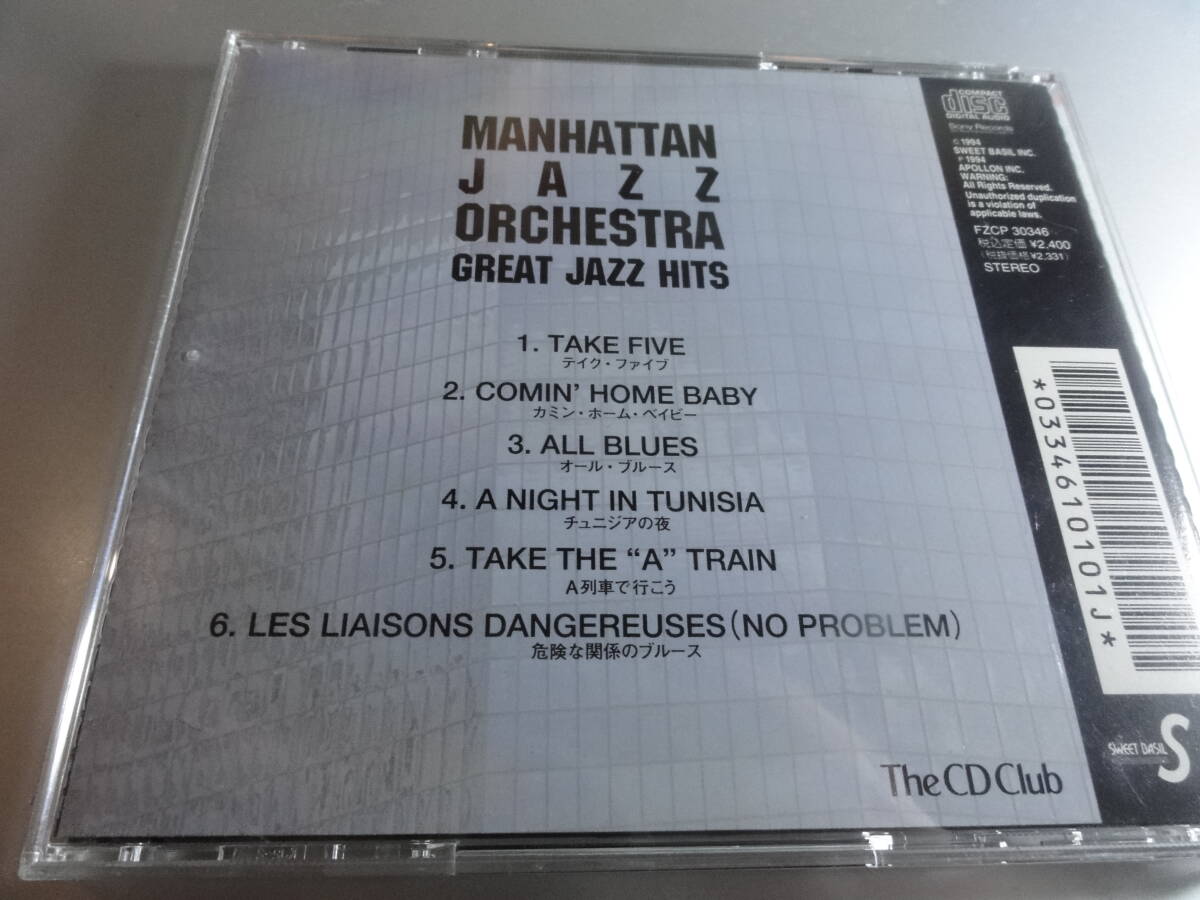 MANHATTAN
JAZZ
ORCHESTRA
GREAT JAZZ HITS
1. TAKE FIVE
テイク・ファイブ
2. COMIN' HOME BABY
カミン・ホーム・ベイビー
3. ALL BLUES
オール・ブルース
4. A NIGHT IN TUNISIA
チュニジアの夜
5. TAKE THE “A” TRAIN
A列車で行こう
6. LES LIAISONS DANGEREUSES (NO PROBLEM)
危険な関係のブルース
The CD Club
COMPACT
disc
DIGITAL AUDIO
Sony Records
© 1994
SWEET BASIL INC.
℗ 1994
APOLLON INC.
WARNING:
All Rights Reserved.
Unauthorized duplication
is a violation of
applicable laws.
FZCP 30346
税込定価 ¥2,400
(税抜価格 ¥2,331)
STEREO
*0334610101J*
SWEET BASIL
S